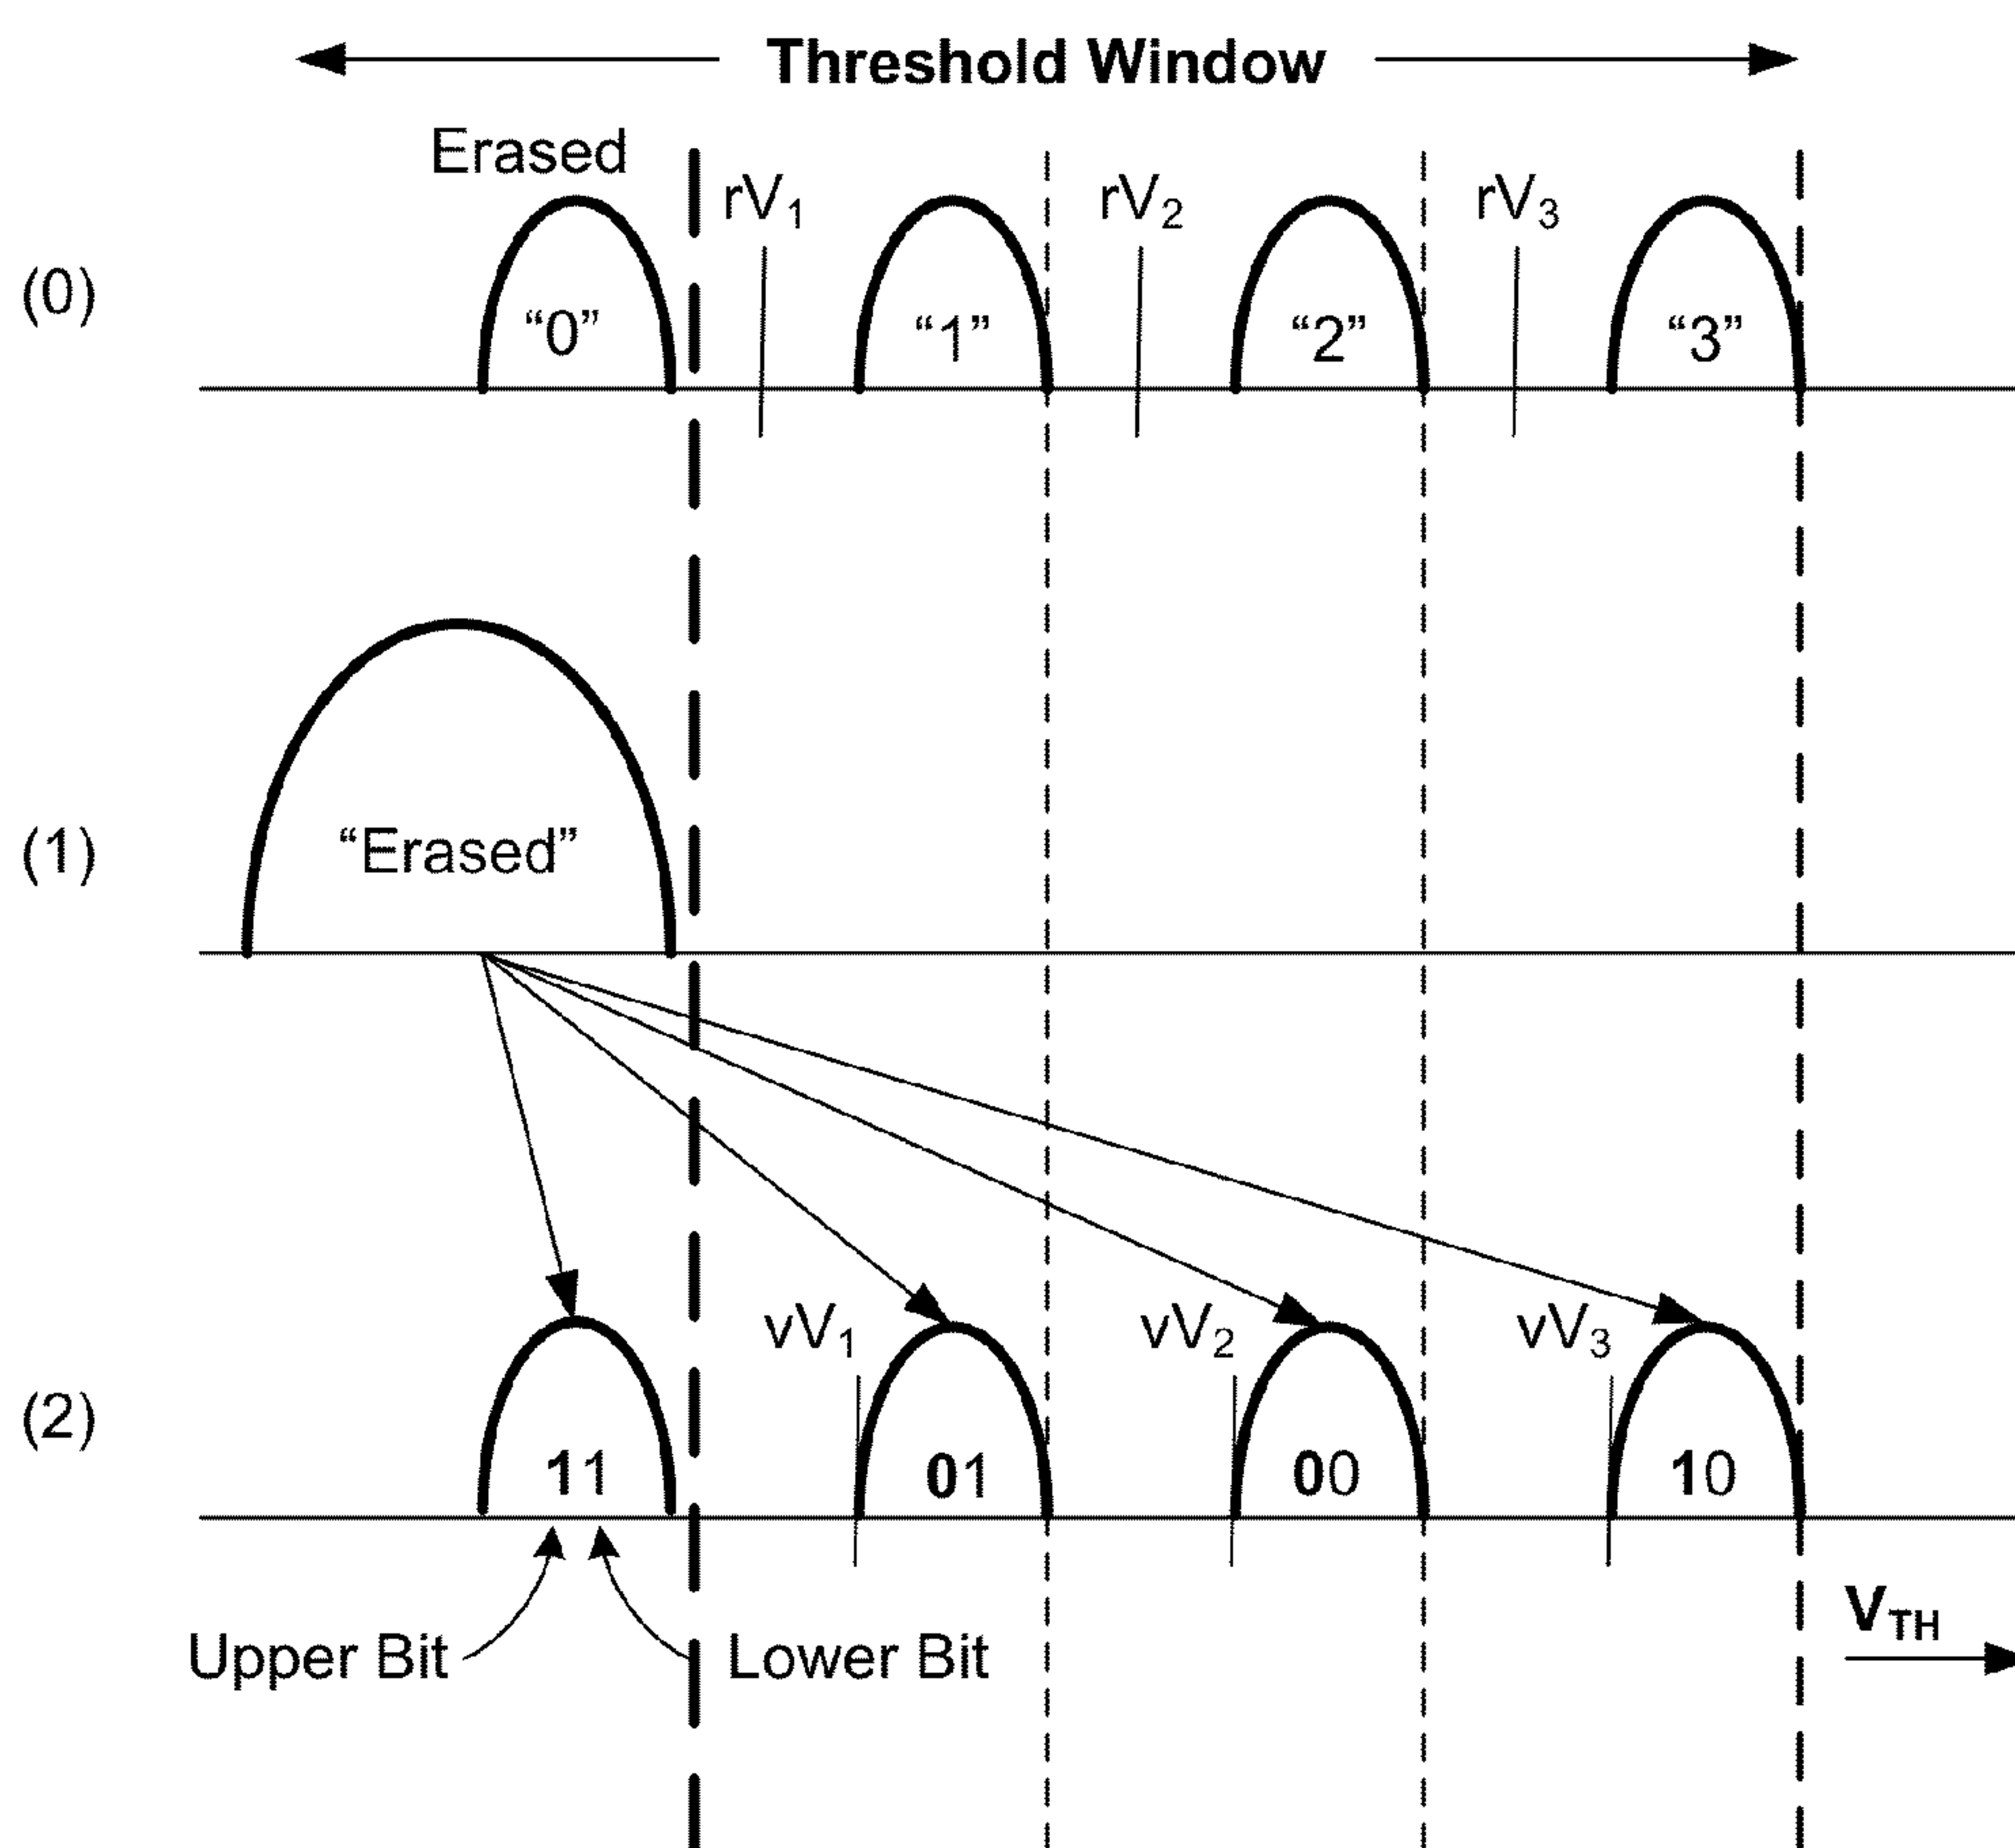 Threshold Window
Erased
rV₁ rV₂ rV₃
(0) “0” “1” “2” “3”
(1) “Erased”
vV₁ vV₂ vV₃
(2) 11 01 00 10
Upper Bit Lower Bit
V_TH